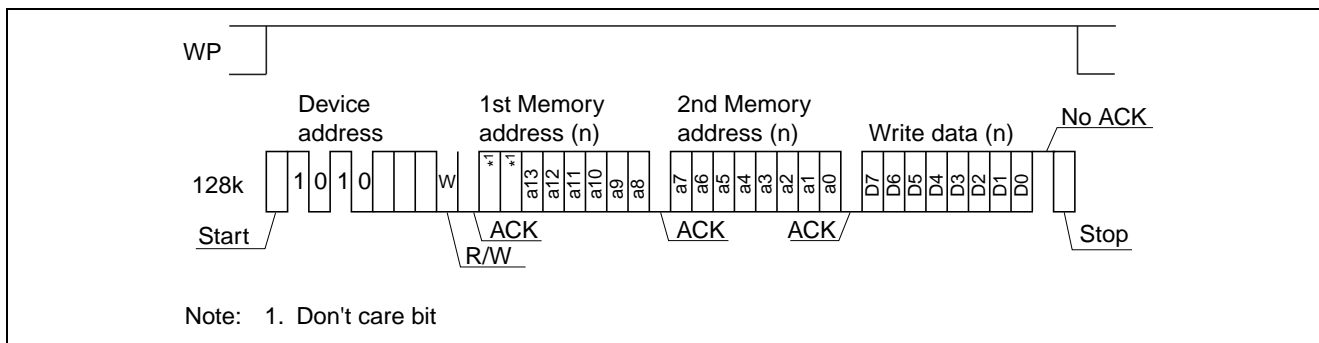 WP
Device address
1st Memory address (n)
2nd Memory address (n)
Write data (n)
No ACK
128k
1 0 1 0
W
*1 *1 a13 a12 a11 a10 a9 a8
a7 a6 a5 a4 a3 a2 a1 a0
D7 D6 D5 D4 D3 D2 D1 D0
Start
ACK
R/W
ACK
ACK
Stop
Note: 1. Don't care bit